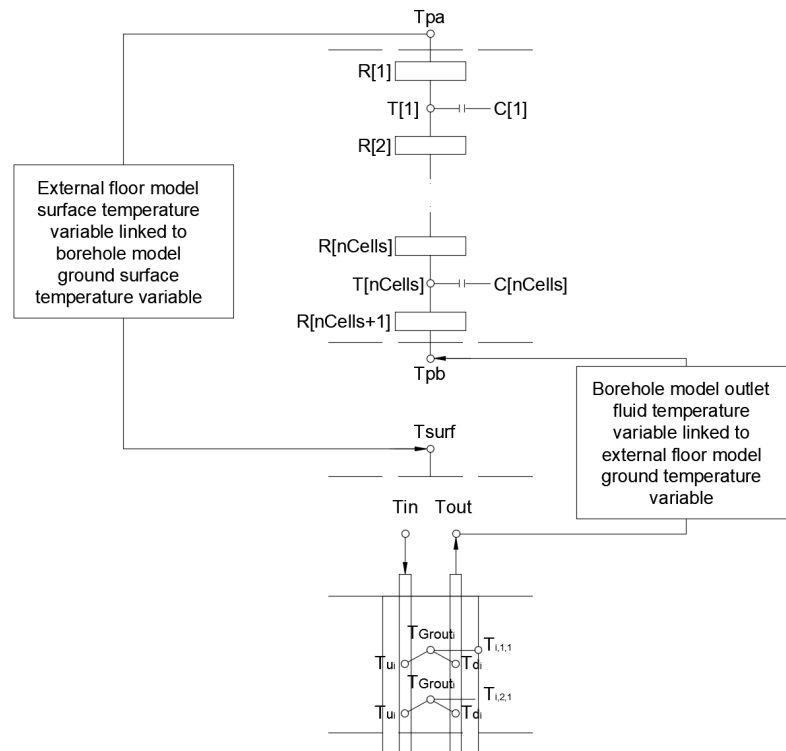 Tpa
R[1]
T[1]
C[1]
R[2]
External floor model
surface temperature
variable linked to
borehole model
ground surface
temperature variable
R[nCells]
T[nCells]
C[nCells]
R[nCells+1]
Tpb
Borehole model outlet
fluid temperature
variable linked to
external floor model
ground temperature
variable
Tsurf
Tin
Tout
TGrouti
Ti,1,1
Tui
Tdi
TGrouti
Ti,2,1
Tui
Tdi